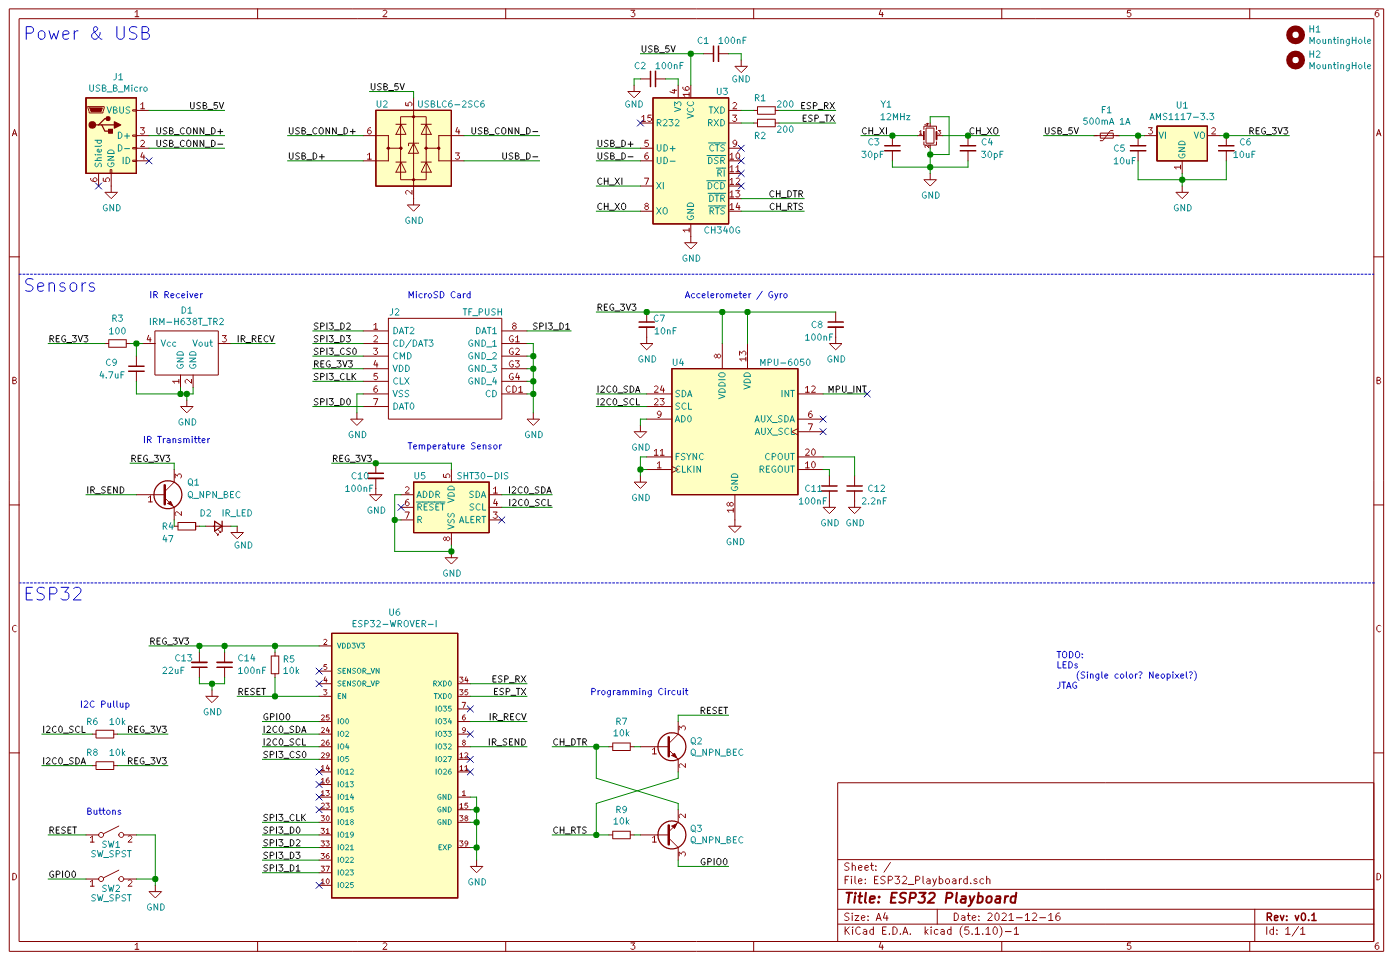 1 2 3 4 5 6
Power & USB
H1
MountingHole
H2
MountingHole
J1
USB_B_Micro
VBUS 1 USB_5V
D+ 3 USB_CONN_D+
D- 2 USB_CONN_D-
ID 4
Shield
GND
6 5
GND
USB_5V
U2 5 USBLC6-2SC6
USB_CONN_D+ 6 4 USB_CONN_D-
USB_D+ 1 3 USB_D-
2
GND
C1 100nF
USB_5V
GND
C2 100nF
GND
4 16 U3
V3 VCC
15 R232
TXD 2 R1 200 ESP_RX
RXD 3 R2 200 ESP_TX
USB_D+ 5 UD+
USB_D- 6 UD-
CH_XI 7 XI
CH_XO 8 XO
CTS 9
DSR 10
RI 11
DCD 12
DTR 13 CH_DTR
RTS 14 CH_RTS
GND
1 CH340G
GND
Y1
12MHz
CH_XI 1 3 CH_XO
2 4
C3
30pF
C4
30pF
GND
F1
500mA 1A
USB_5V
U1
AMS1117-3.3
3 VI VO 2 REG_3V3
GND
1
C5
10uF
C6
10uF
GND
A A
Sensors
IR Receiver
D1
IRM-H638T_TR2
R3
100
REG_3V3 4 Vcc Vout 3 IR_RECV
GND GND
1 2
C9
4.7uF
GND
MicroSD Card
J2 TF_PUSH
SPI3_D2 1 DAT2
SPI3_D3 2 CD/DAT3
SPI3_CS0 3 CMD
REG_3V3 4 VDD
SPI3_CLK 5 CLX
6 VSS
SPI3_D0 7 DAT0
DAT1 8 SPI3_D1
GND_1 G1
GND_2 G2
GND_3 G3
GND_4 G4
CD CD1
GND
GND
Accelerometer / Gyro
REG_3V3
C7
10nF
GND
C8
100nF
GND
8 13
U4 MPU-6050
VDDIO VDD
I2C0_SDA 24 SDA
I2C0_SCL 23 SCL
9 AD0
GND
11 FSYNC
1 CLKIN
GND
INT 12 MPU_INT
AUX_SDA 6
AUX_SCL 7
CPOUT 20
REGOUT 10
GND
18
GND
C11
100nF
GND
C12
2.2nF
GND
B B
IR Transmitter
REG_3V3
3
Q1
Q_NPN_BEC
IR_SEND 1
2
R4
47
D2 IR_LED
GND
Temperature Sensor
REG_3V3
C10
100nF
GND
U5 5 SHT30-DIS
VDD
2 ADDR
6 RESET
7 R
SDA 1 I2C0_SDA
SCL 4 I2C0_SCL
ALERT 3
VSS
8
GND
ESP32
U6
ESP32-WROVER-I
REG_3V3 2 VDD3V3
C13
22uF
C14
100nF
R5
10k
GND
5 SENSOR_VN
4 SENSOR_VP
RESET 3 EN
GPIO0 25 IO0
I2C0_SDA 24 IO2
I2C0_SCL 26 IO4
SPI3_CS0 29 IO5
14 IO12
16 IO13
13 IO14
23 IO15
SPI3_CLK 30 IO18
SPI3_D0 31 IO19
SPI3_D2 33 IO21
SPI3_D3 36 IO22
SPI3_D1 37 IO23
10 IO25
RXD0 34 ESP_RX
TXD0 35 ESP_TX
IO35 7
IO34 6 IR_RECV
IO33 9
IO32 8 IR_SEND
IO27 12
IO26 11
GND 1
GND 15
GND 38
EXP 39
GND
I2C Pullup
R6 10k
I2C0_SCL REG_3V3
R8 10k
I2C0_SDA REG_3V3
Buttons
RESET 1 2
SW1
SW_SPST
GPIO0 1 2
SW2
SW_SPST
GND
Programming Circuit
RESET
R7
10k
CH_DTR 1 3 2
Q2
Q_NPN_BEC
R9
10k
CH_RTS 1 2 3
Q3
Q_NPN_BEC
GPIO0
TODO:
LEDs
(Single color? Neopixel?)
JTAG
C C
D D
Sheet: /
File: ESP32_Playboard.sch
Title: ESP32 Playboard
Size: A4 Date: 2021-12-16 Rev: v0.1
KiCad E.D.A. kicad (5.1.10)-1 Id: 1/1
1 2 3 4 5 6